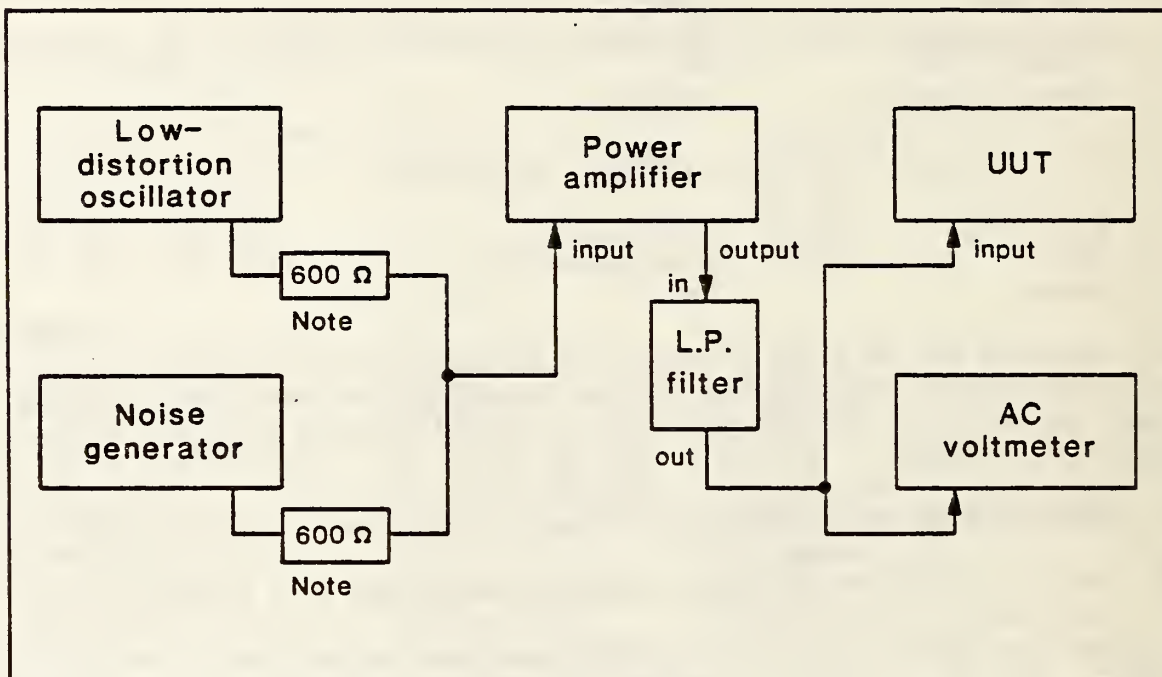 Low-
distortion
oscillator
600 Ω
Note
Noise
generator
600 Ω
Note
Power
amplifier
input
output
in
L.P.
filter
out
UUT
input
AC
voltmeter